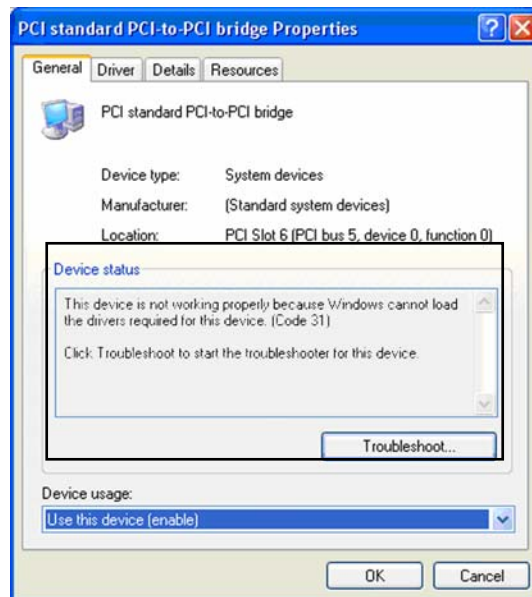 PCI standard PCI-to-PCI bridge Properties
General Driver Details Resources
PCI standard PCI-to-PCI bridge
Device type: System devices
Manufacturer: (Standard system devices)
Location: PCI Slot 6 (PCI bus 5, device 0, function 0)
Device status
This device is not working properly because Windows cannot load
the drivers required for this device. (Code 31)
Click Troubleshoot to start the troubleshooter for this device.
Troubleshoot...
Device usage:
Use this device (enable)
OK Cancel